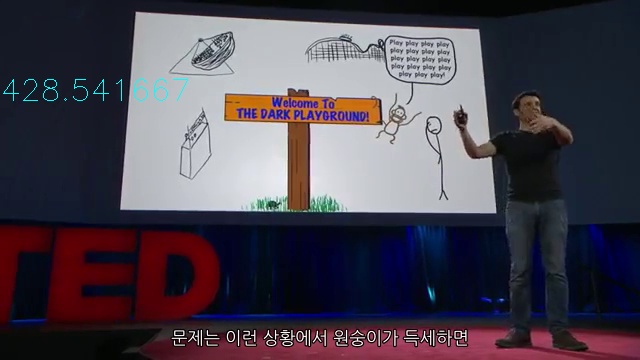 Play play play play
play play play play
play play play play
play play play play
play play play!
428.541667
Welcome To
THE DARK PLAYGROUND!
TED
문제는 이런 상황에서 원숭이가 득세하면